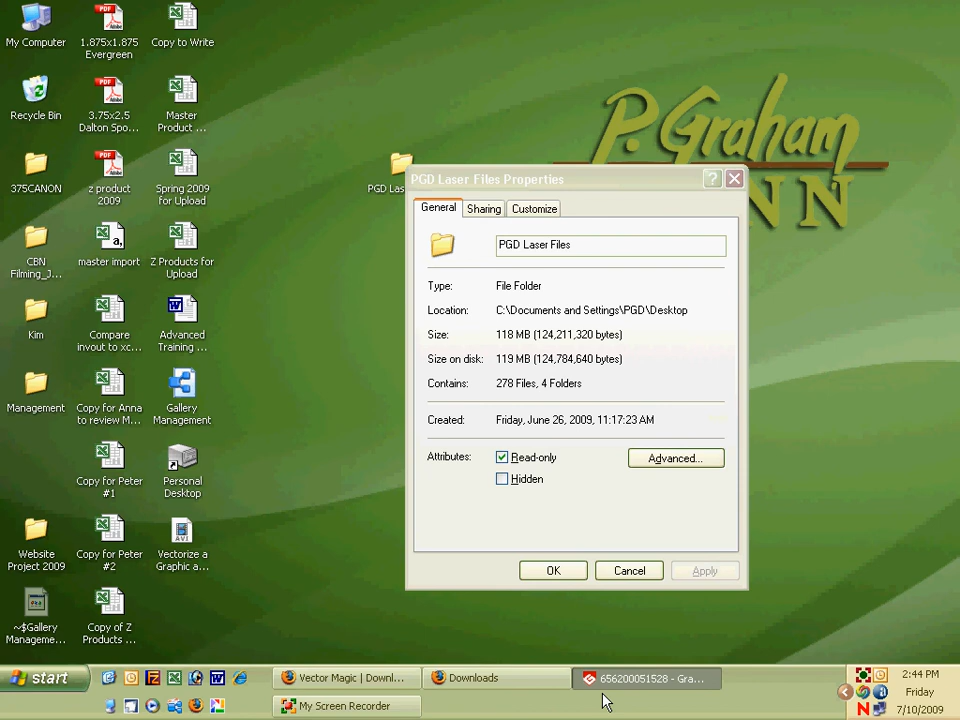 My Computer
1.875x1.875
Evergreen
Copy to Write
Recycle Bin
3.75x2.5
Dalton Spo...
Master
Product ...
375CANON
z product
2009
Spring 2009
for Upload
CBN
Filming_J...
master import
Z Products for
Upload
Kim
Compare
invout to xc...
Advanced
Training ...
Management
Copy for Anna
to review M...
Gallery
Management
Copy for Peter
#1
Personal
Desktop
Website
Project 2009
Copy for Peter
#2
Vectorize a
Graphic a...
~$Gallery
Manageme...
Copy of Z
Products ...
P. Graham
NN
PGD Las
PGD Laser Files Properties
General
Sharing
Customize
PGD Laser Files
Type: File Folder
Location: C:\Documents and Settings\PGD\Desktop
Size: 118 MB (124,211,320 bytes)
Size on disk: 119 MB (124,784,640 bytes)
Contains: 278 Files, 4 Folders
Created: Friday, June 26, 2009, 11:17:23 AM
Attributes: Read-only
Advanced...
Hidden
OK
Cancel
Apply
start
Vector Magic | Downl...
Downloads
656200051528 - Gra...
My Screen Recorder
2:44 PM
Friday
7/10/2009